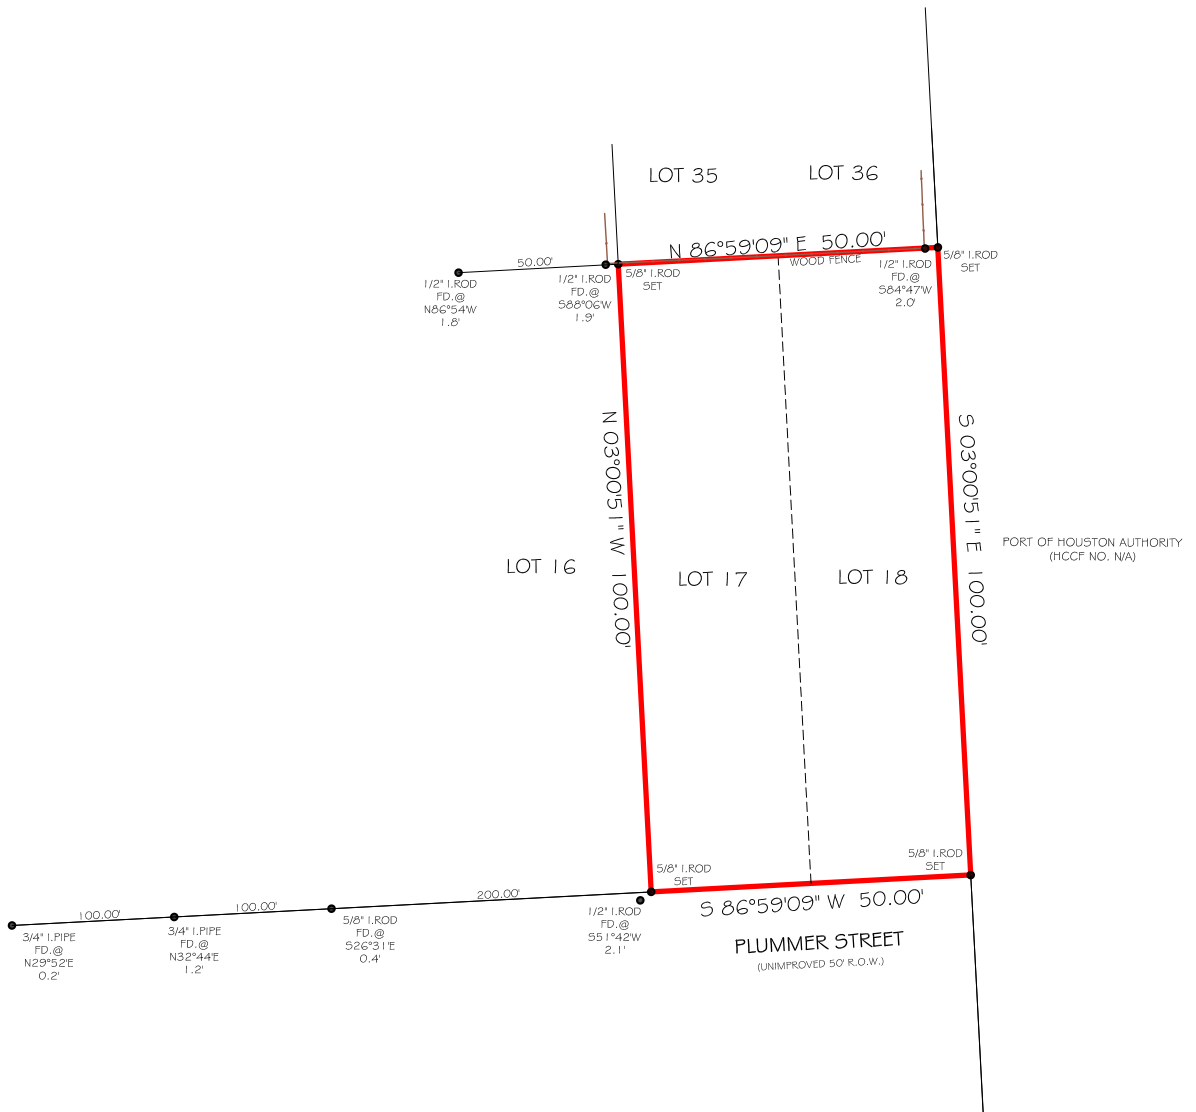 LOT 35
LOT 36
N 86°59'09" E 50.00'
WOOD FENCE
50.00'
1/2" I.ROD
FD.@
N86°54'W
1.8'
1/2" I.ROD
FD.@
S88°06'W
1.9'
5/8" I.ROD
SET
1/2" I.ROD
FD.@
S84°47'W
2.0'
5/8" I.ROD
SET
N 03°00'51" W 100.00'
S 03°00'51" E 100.00'
PORT OF HOUSTON AUTHORITY
(HCCF NO. N/A)
LOT 16
LOT 17
LOT 18
5/8" I.ROD
SET
5/8" I.ROD
SET
100.00'
100.00'
200.00'
3/4" I.PIPE
FD.@
N29°52'E
0.2'
3/4" I.PIPE
FD.@
N32°44'E
1.2'
5/8" I.ROD
FD.@
S26°31'E
0.4'
1/2" I.ROD
FD.@
S51°42'W
2.1'
S 86°59'09" W 50.00'
PLUMMER STREET
(UNIMPROVED 50' R.O.W.)